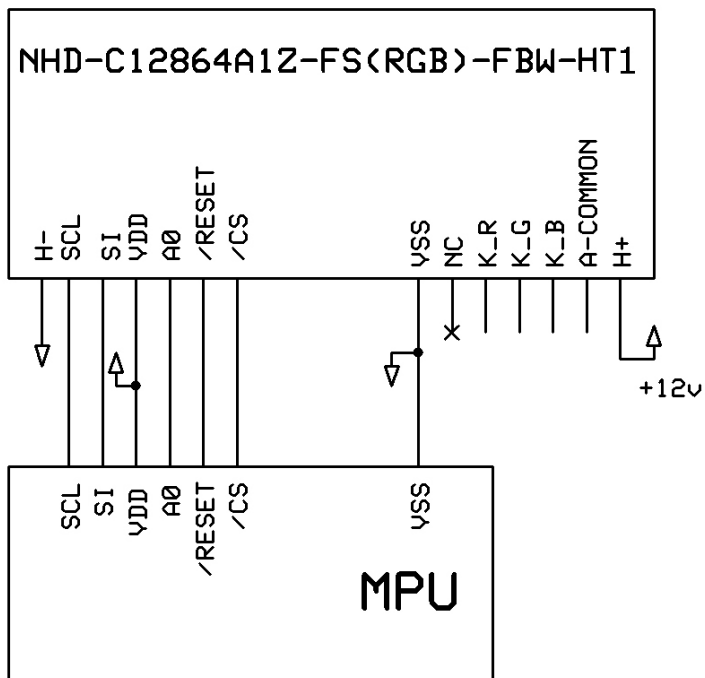 NHD-C12864A1Z-FS(RGB)-FBW-HT1
H-
SCL
SI
VDD
A0
/RESET
/CS
VSS
NC
K_R
K_G
K_B
A-COMMON
H+
+12v
SCL
SI
VDD
A0
/RESET
/CS
VSS
MPU